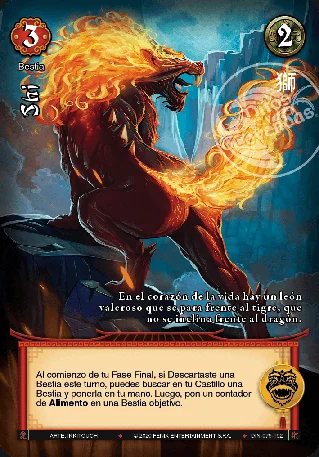 3
2
Bestia
Shi
獅
En el corazón de la vida hay un león
valeroso que se para frente al tigre, que
no se inclina frente al dragón.
Al comienzo de tu Fase Final, si Descartaste una
Bestia este turno, puedes buscar en tu Castillo una
Bestia y ponerla en tu mano. Luego, pon un contador
de Alimento en una Bestia objetivo.